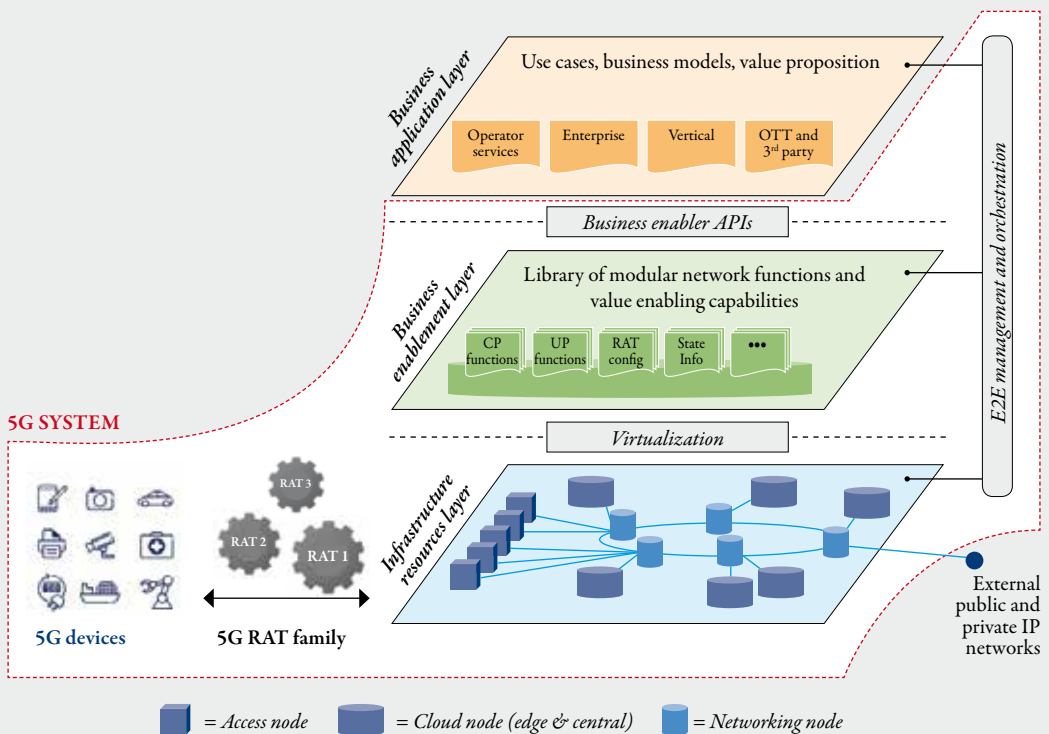 Business
application layer
Use cases, business models, value proposition
Operator
services
Enterprise
Vertical
OTT and
3rd party
Business enabler APIs
Business
enablement layer
Library of modular network functions and
value enabling capabilities
CP
functions
UP
functions
RAT
config
State
Info
•••
E2E management and orchestration
Virtualization
5G SYSTEM
Infrastructure
resources layer
RAT 3
RAT 2
RAT 1
5G devices
5G RAT family
External
public and
private IP
networks
= Access node
= Cloud node (edge & central)
= Networking node